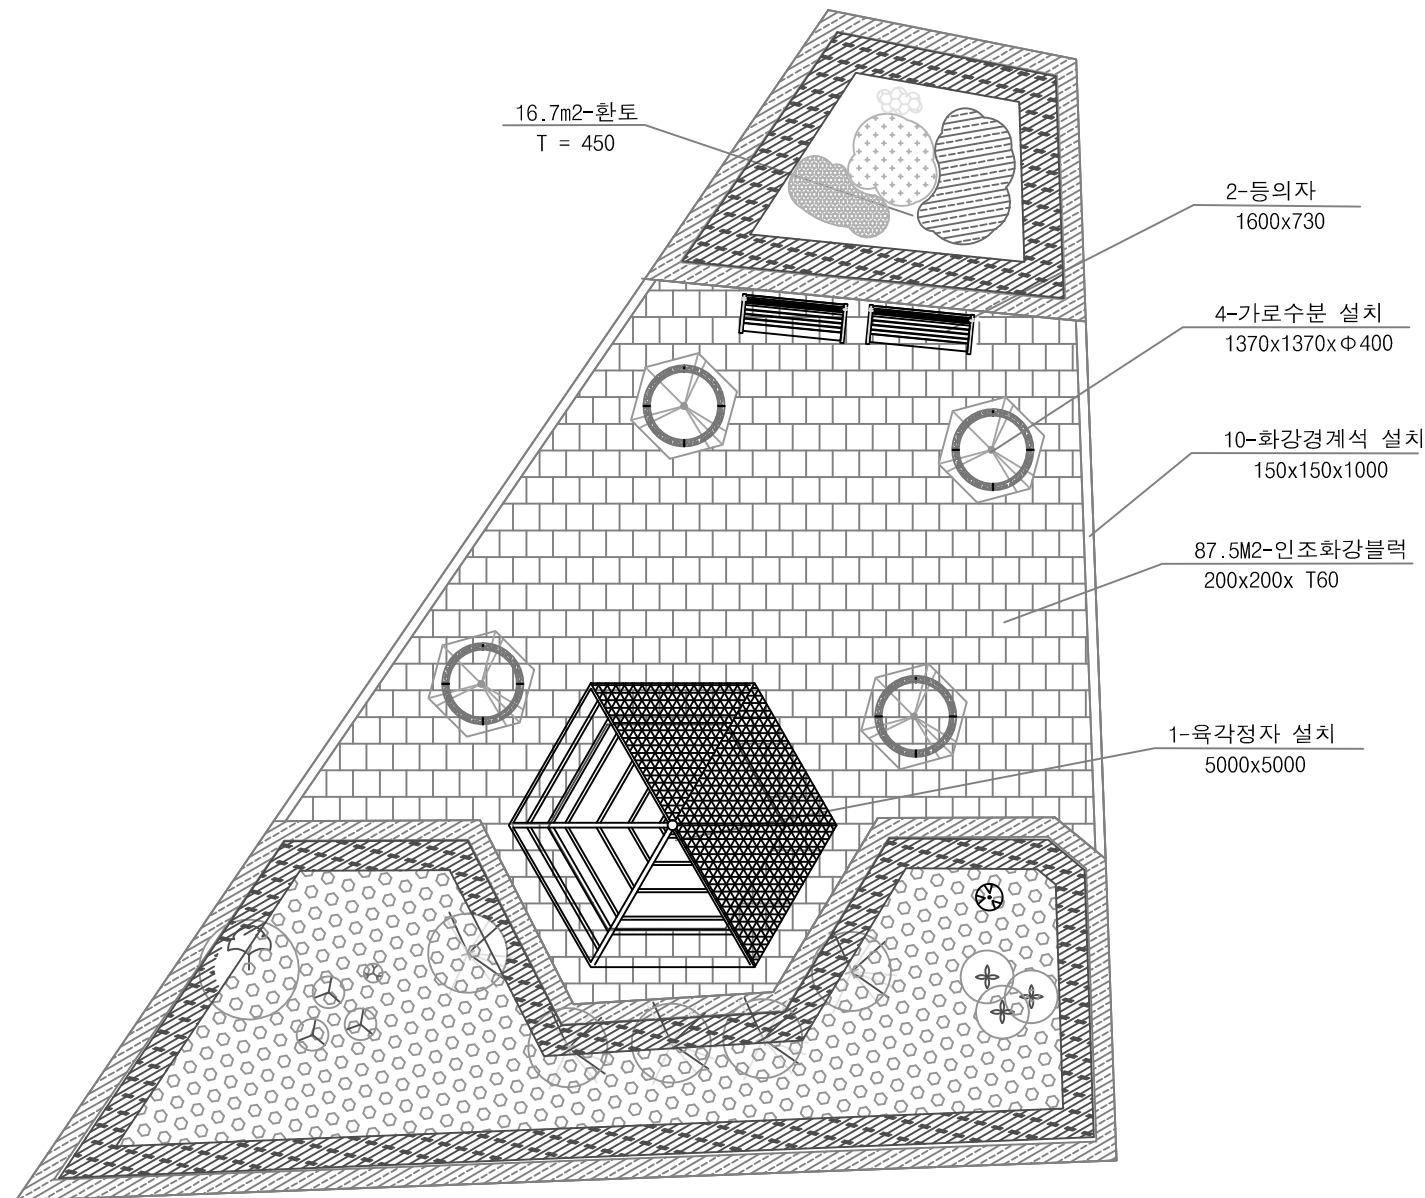 16.7m2-환토
T = 450
2-등의자
1600x730
4-가로수분 설치
1370x1370xΦ400
10-화강경계석 설치
150x150x1000
87.5M2-인조화강블럭
200x200x T60
1-육각정자 설치
5000x5000